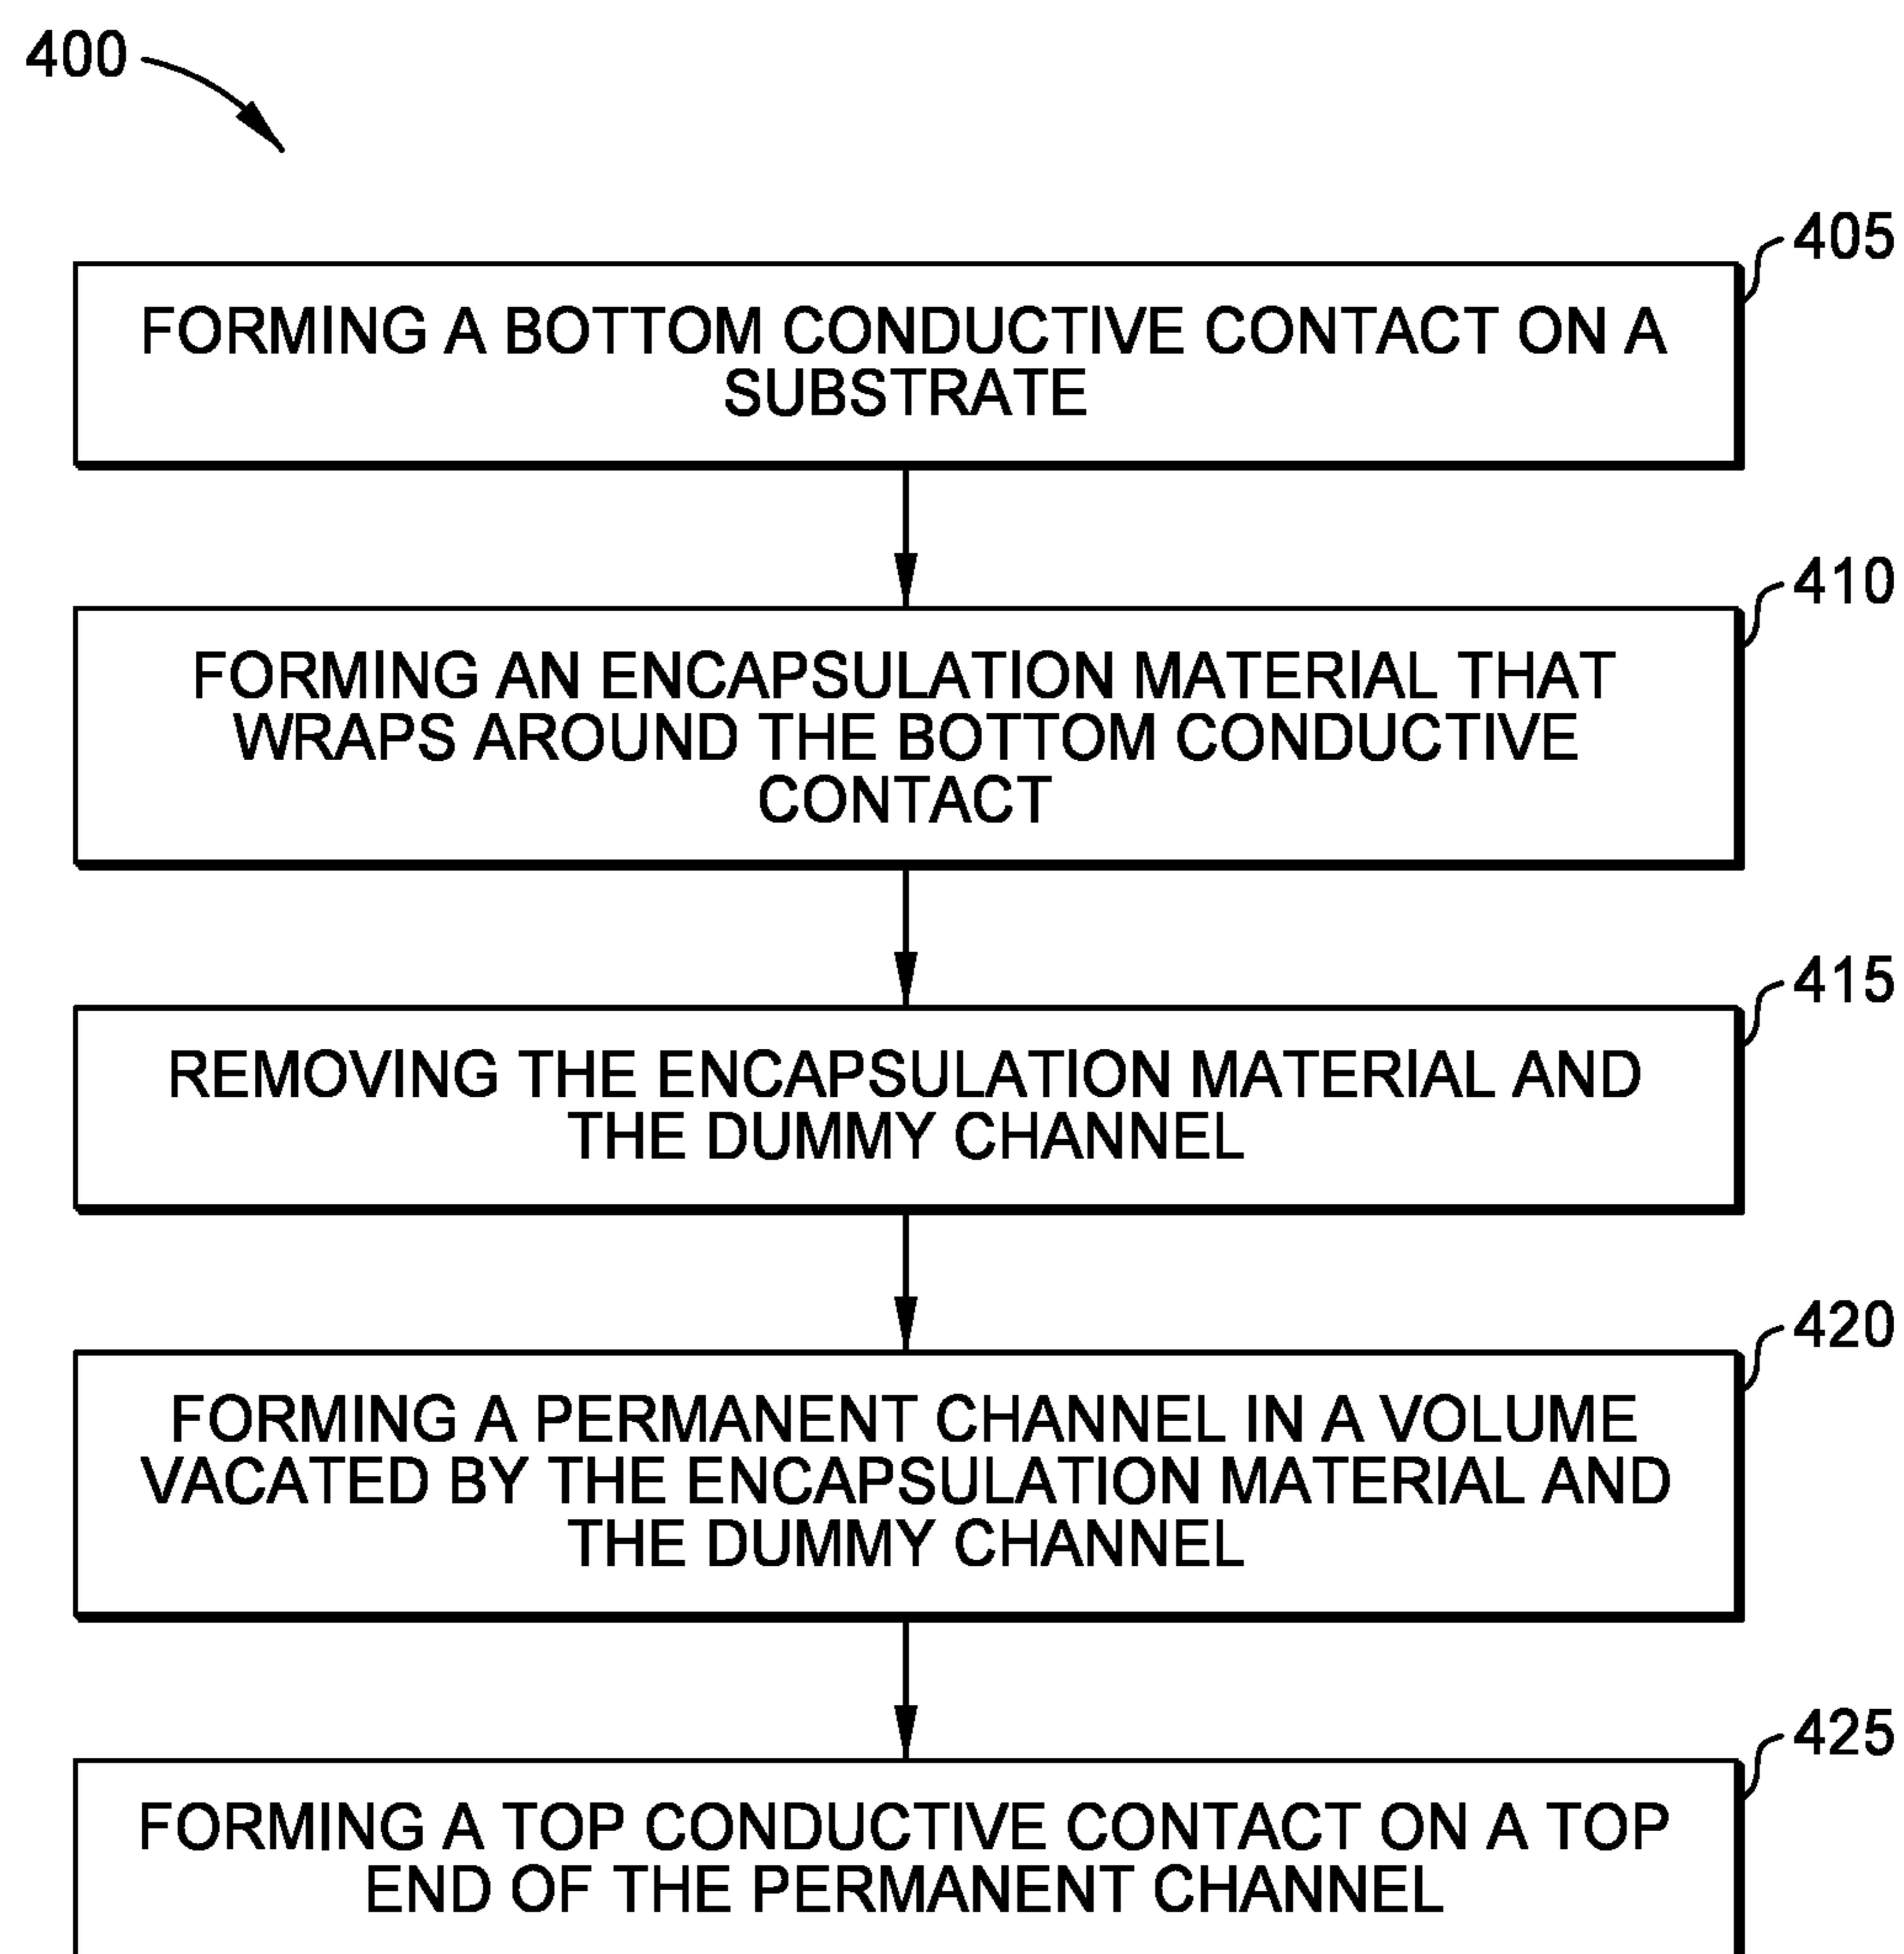 400
405
FORMING A BOTTOM CONDUCTIVE CONTACT ON A
SUBSTRATE
410
FORMING AN ENCAPSULATION MATERIAL THAT
WRAPS AROUND THE BOTTOM CONDUCTIVE
CONTACT
415
REMOVING THE ENCAPSULATION MATERIAL AND
THE DUMMY CHANNEL
420
FORMING A PERMANENT CHANNEL IN A VOLUME
VACATED BY THE ENCAPSULATION MATERIAL AND
THE DUMMY CHANNEL
425
FORMING A TOP CONDUCTIVE CONTACT ON A TOP
END OF THE PERMANENT CHANNEL